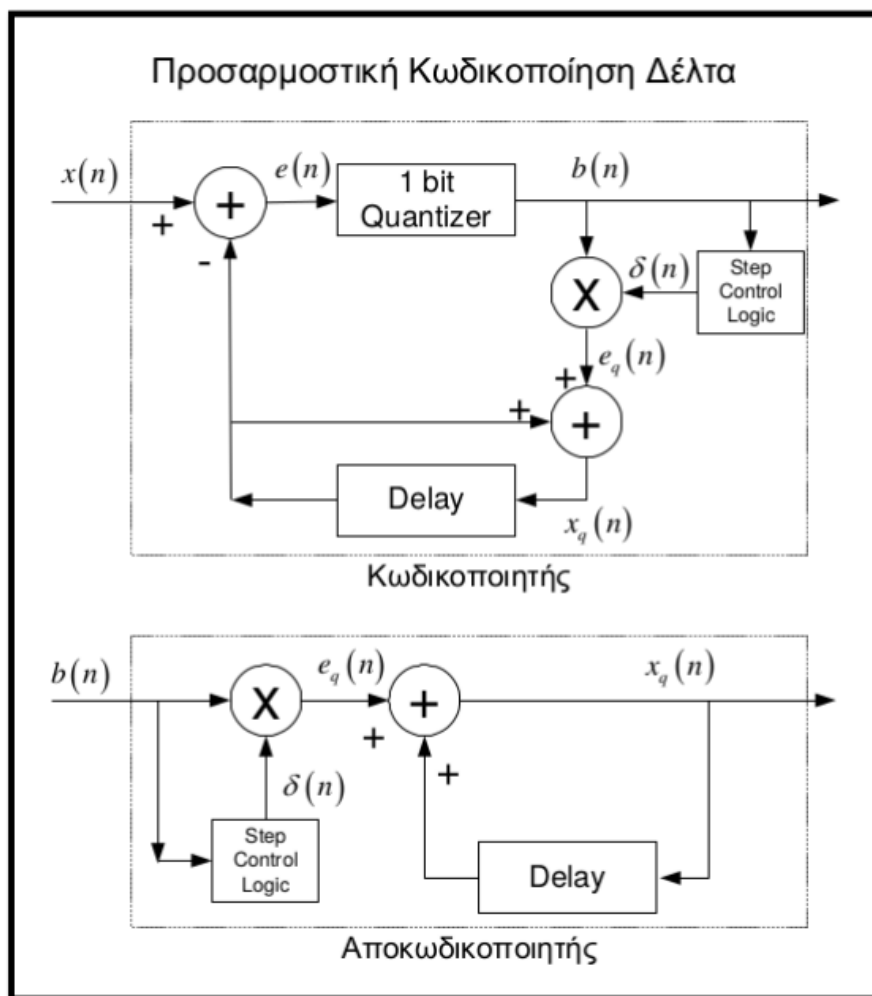 Προσαρμοστική Κωδικοποίηση Δέλτα
x(n)
+
+
-
e(n)
1 bit
Quantizer
b(n)
X
δ(n)
Step
Control
Logic
e_q(n)
+
+
+
Delay
x_q(n)
Κωδικοποιητής
b(n)
X
e_q(n)
+
+
+
x_q(n)
δ(n)
Step
Control
Logic
Delay
Αποκωδικοποιητής